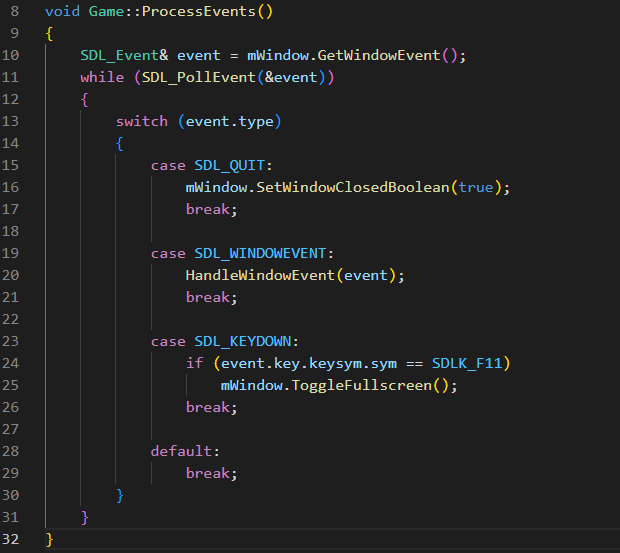 8 void Game::ProcessEvents()
9 {
10     SDL_Event& event = mWindow.GetWindowEvent();
11     while (SDL_PollEvent(&event))
12     {
13         switch (event.type)
14         {
15             case SDL_QUIT:
16                 mWindow.SetWindowClosedBoolean(true);
17                 break;
18
19             case SDL_WINDOWEVENT:
20                 HandleWindowEvent(event);
21                 break;
22
23             case SDL_KEYDOWN:
24                 if (event.key.keysym.sym == SDLK_F11)
25                     mWindow.ToggleFullscreen();
26                 break;
27
28             default:
29                 break;
30         }
31     }
32 }